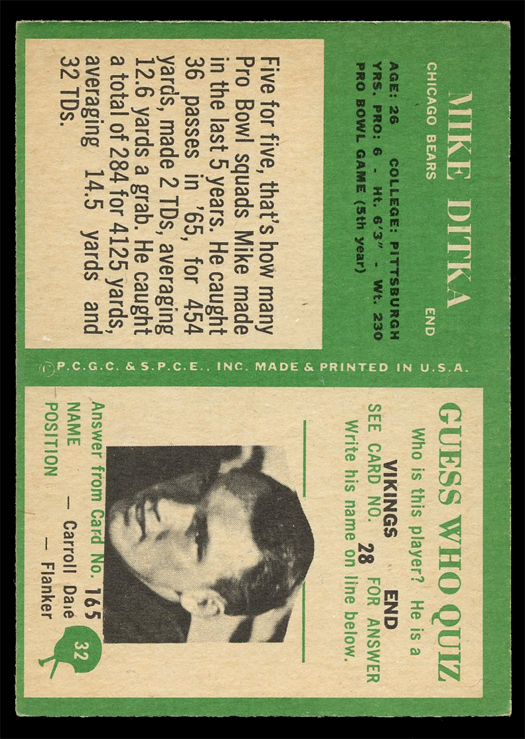 MIKE DITKA
CHICAGO BEARS END
AGE: 26 COLLEGE: PITTSBURGH
YRS. PRO: 6 - Ht. 6'3" - Wt. 230
PRO BOWL GAME (5th year)
Five for five, that's how many
Pro Bowl squads Mike made
in the last 5 years. He caught
36 passes in '65, for 454
yards, made 2 TDs, averaging
12.6 yards a grab. He caught
a total of 284 for 4125 yards,
averaging 14.5 yards and
32 TDs.
©P.C.G.C. & S.P.C.E., INC. MADE & PRINTED IN U.S.A.
GUESS WHO QUIZ
Who is this player? He is a
VIKINGS END
SEE CARD NO. 28 FOR ANSWER
Write his name on line below.
Answer from Card No. 165
NAME — Carroll Dale
POSITION — Flanker
32